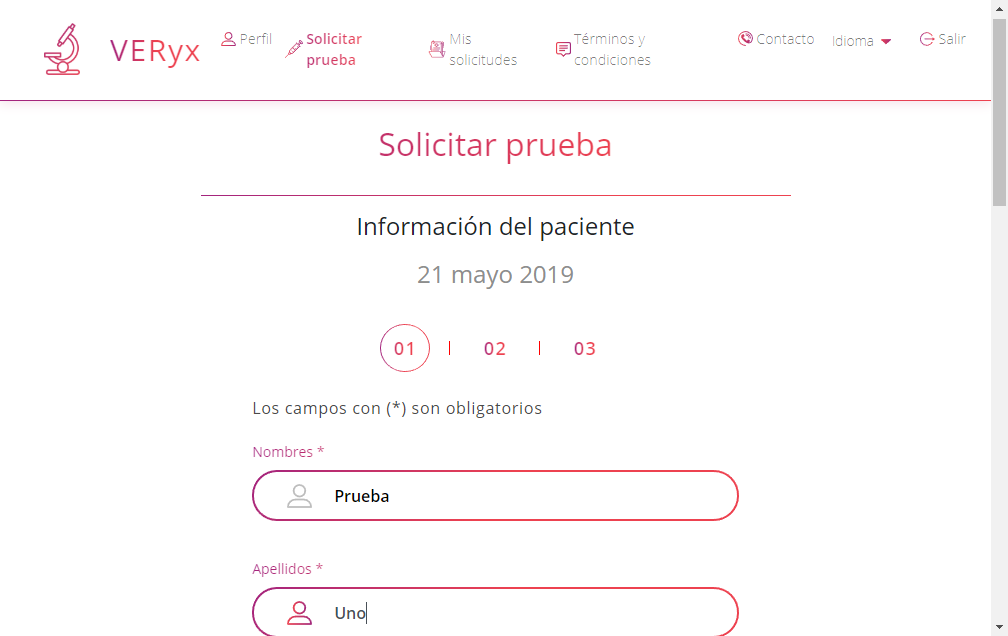 VERyx
Perfil
Solicitar
prueba
Mis
solicitudes
Términos y
condiciones
Contacto
Idioma
Salir
Solicitar prueba
Información del paciente
21 mayo 2019
01 | 02 | 03
Los campos con (*) son obligatorios
Nombres *
Prueba
Apellidos *
Uno